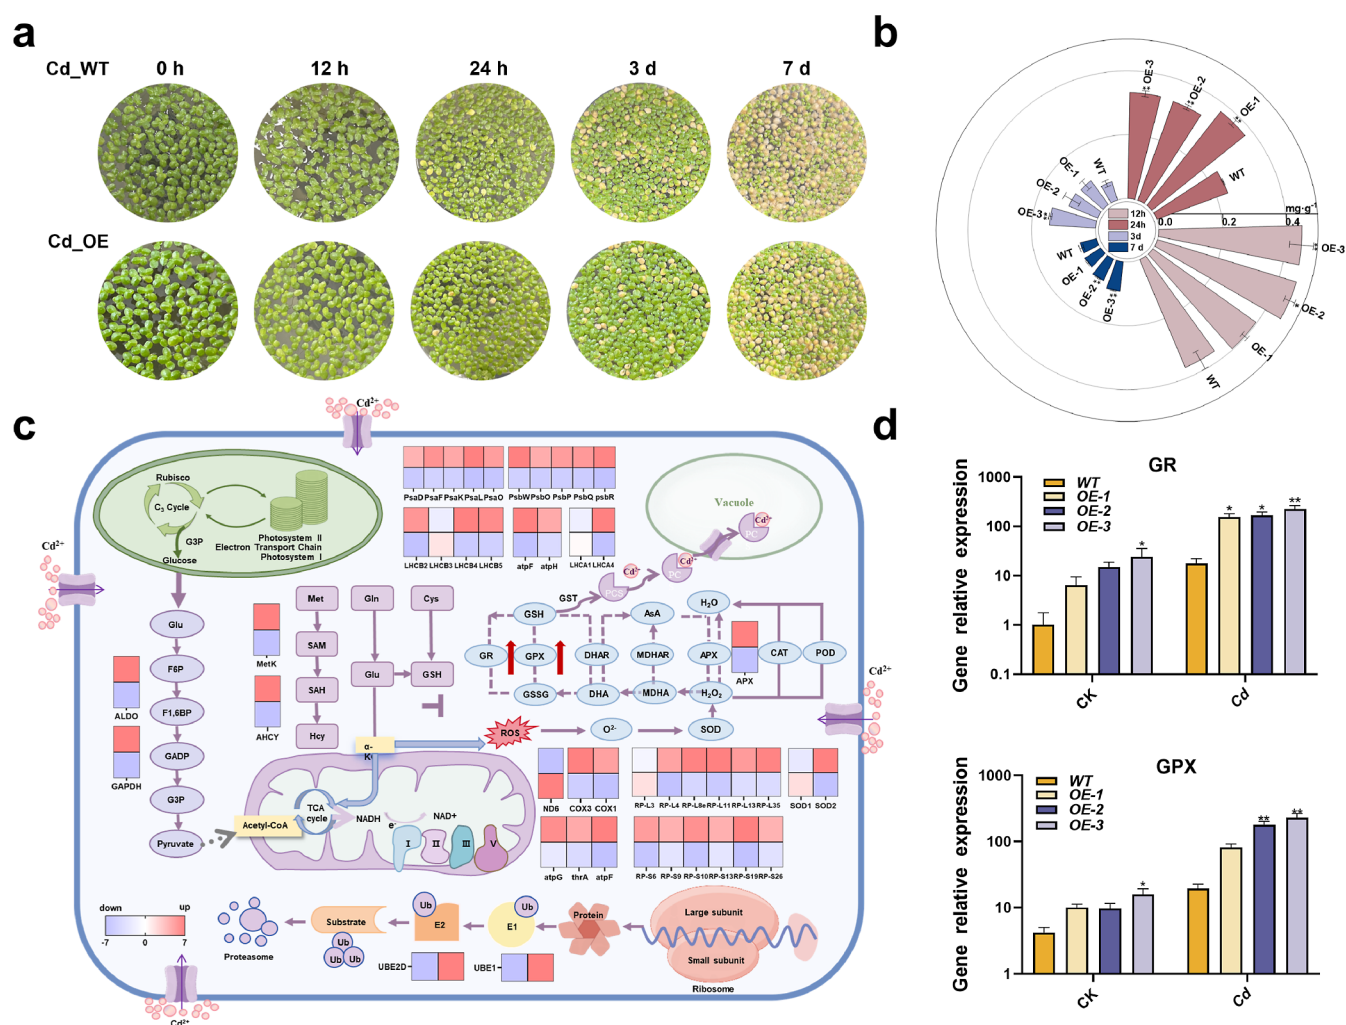 a
Cd_WT 0 h 12 h 24 h 3 d 7 d
Cd_OE
b
**OE-3
**OE-2
**OE-1
WT
mg·g⁻¹
0.0 0.2 0.4
12h
24h
3d
7 d
WT
OE-1
OE-2
OE-3**
WT
OE-1
OE-2**
OE-3**
*OE-3
*OE-2
OE-1
WT
c
Cd²⁺
Cd²⁺
Cd²⁺
Cd²⁺
Rubisco
C₃ Cycle
G3P
Glucose
Photosystem II
Electron Transport Chain
Photosystem I
PsaD PsaF PsaK PsaL PsaO
PsbW PsbO PsbP PsbQ psbR
LHCB2 LHCB3 LHCB4 LHCB5
atpF atpH
LHCA1 LHCA4
Vacuole
Cd²⁺
PC
Cd²⁺
PC
Cd²⁺
PCS
GST
Glu
F6P
F1,6BP
GADP
G3P
Pyruvate
ALDO
GAPDH
MetK
AHCY
Met
SAM
SAH
Hcy
Gln
Glu
Cys
GSH
GSH AsA H₂O
GR GPX DHAR MDHAR APX CAT POD
GSSG DHA MDHA H₂O₂
APX
ROS O²⁻ SOD
α-
Acetyl-CoA
TCA
cycle
NADH
e⁻
NAD+
I II III V
ND6 COX3 COX1
RP-L3 RP-L4 RP-L8e RP-L11 RP-L13 RP-L35
SOD1 SOD2
atpG thrA atpF
RP-S6 RP-S9 RP-S10 RP-S13 RP-S19 RP-S26
down up
-7 0 7
Proteasome
Substrate
Ub
Ub Ub
Ub
E2
UBE2D
Ub
E1
UBE1
Protein
Large subunit
Small subunit
Ribosome
d
GR
Gene relative expression
1000
100
10
1
0.1
WT
OE-1
OE-2
OE-3
* * * **
CK Cd
GPX
Gene relative expression
1000
100
10
1
WT
OE-1
OE-2
OE-3
* ** **
CK Cd